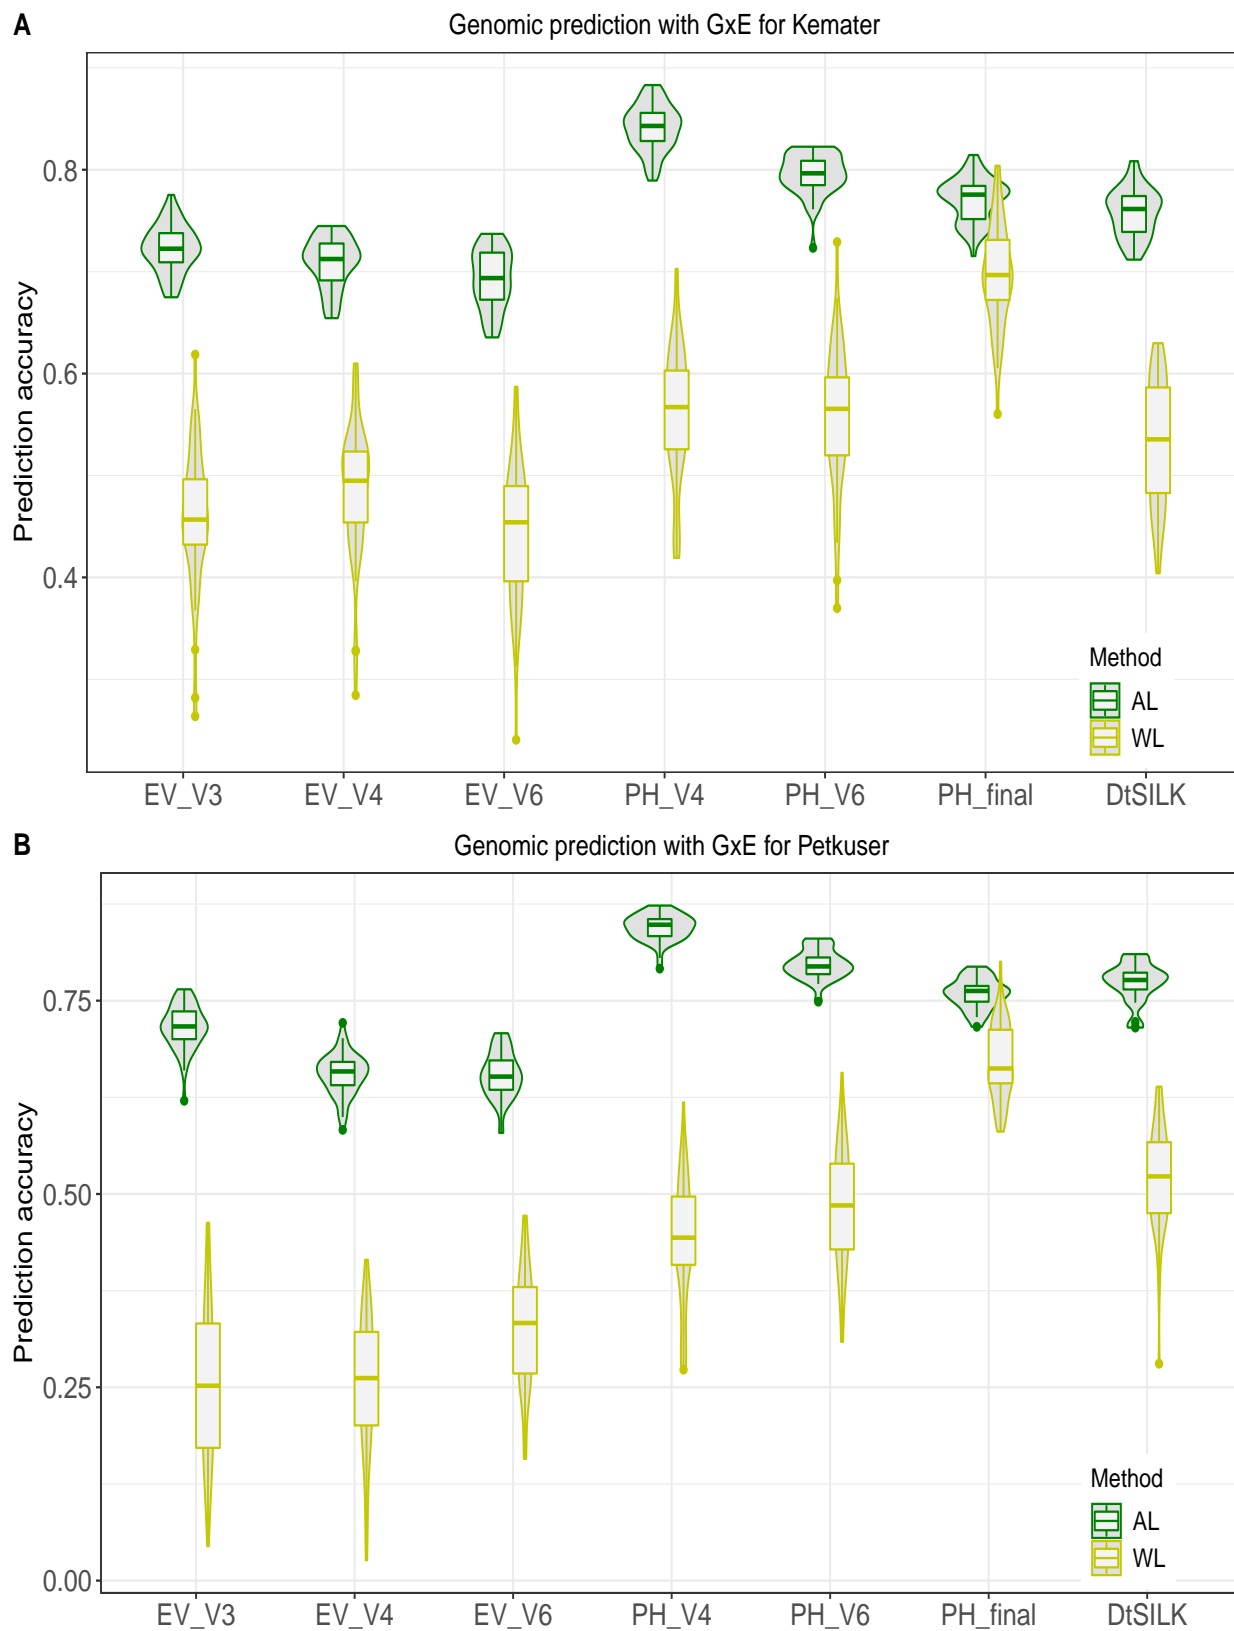 A
Genomic prediction with GxE for Kemater
Prediction accuracy
0.8
0.6
0.4
Method
AL
WL
EV_V3 EV_V4 EV_V6 PH_V4 PH_V6 PH_final DtSILK
B
Genomic prediction with GxE for Petkuser
Prediction accuracy
0.75
0.50
0.25
0.00
Method
AL
WL
EV_V3 EV_V4 EV_V6 PH_V4 PH_V6 PH_final DtSILK